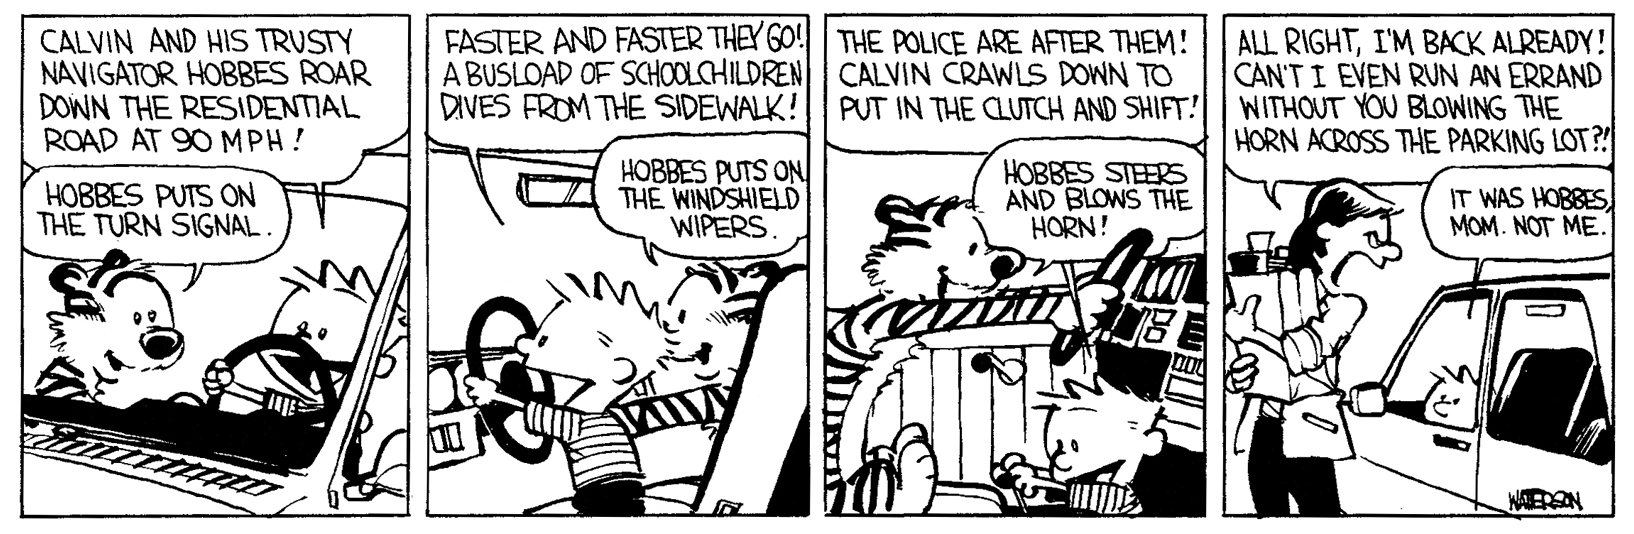 CALVIN AND HIS TRUSTY
NAVIGATOR HOBBES ROAR
DOWN THE RESIDENTIAL
ROAD AT 90 MPH!
HOBBES PUTS ON
THE TURN SIGNAL.
FASTER AND FASTER THEY GO!
A BUSLOAD OF SCHOOLCHILDREN
DIVES FROM THE SIDEWALK!
HOBBES PUTS ON
THE WINDSHIELD
WIPERS.
THE POLICE ARE AFTER THEM!
CALVIN CRAWLS DOWN TO
PUT IN THE CLUTCH AND SHIFT!
HOBBES STEERS
AND BLOWS THE
HORN!
ALL RIGHT, I'M BACK ALREADY!
CAN'T I EVEN RUN AN ERRAND
WITHOUT YOU BLOWING THE
HORN ACROSS THE PARKING LOT?!
IT WAS HOBBES,
MOM. NOT ME.
WATTERSON